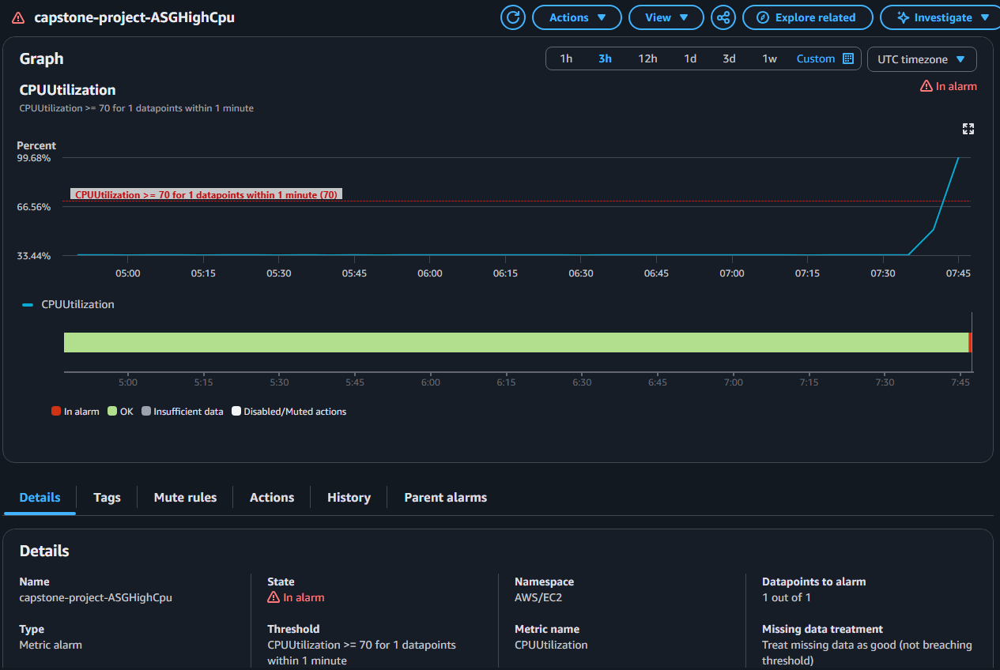 capstone-project-ASGHighCpu
Actions
View
Explore related
Investigate
Graph
1h 3h 12h 1d 3d 1w Custom
UTC timezone
CPUUtilization
In alarm
CPUUtilization >= 70 for 1 datapoints within 1 minute
Percent
99.68%
CPUUtilization >= 70 for 1 datapoints within 1 minute (70)
66.56%
33.44%
05:00 05:15 05:30 05:45 06:00 06:15 06:30 06:45 07:00 07:15 07:30 07:45
CPUUtilization
5:00 5:15 5:30 5:45 6:00 6:15 6:30 6:45 7:00 7:15 7:30 7:45
In alarm OK Insufficient data Disabled/Muted actions
Details Tags Mute rules Actions History Parent alarms
Details
Name
capstone-project-ASGHighCpu
Type
Metric alarm
State
In alarm
Threshold
CPUUtilization >= 70 for 1 datapoints
within 1 minute
Namespace
AWS/EC2
Metric name
CPUUtilization
Datapoints to alarm
1 out of 1
Missing data treatment
Treat missing data as good (not breaching
threshold)